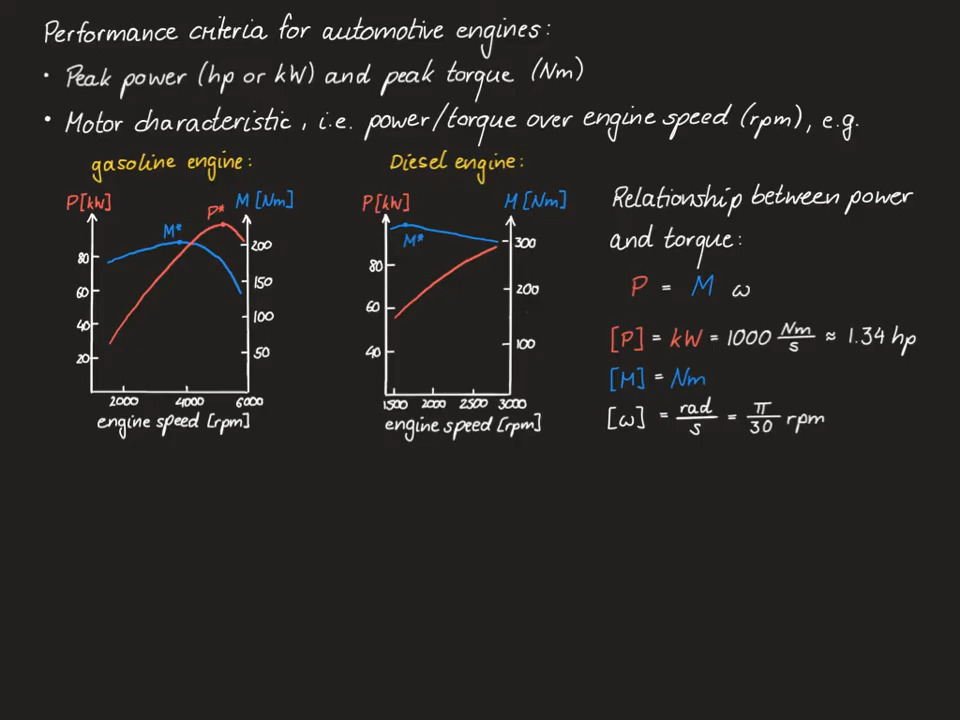 Performance criteria for automotive engines:
• Peak power (hp or kW) and peak torque (Nm)
• Motor characteristic, i.e. power/torque over engine speed (rpm), e.g.
gasoline engine:
P[kW]
M [Nm]
M*
P*
80
60
40
20
200
150
100
50
2000 4000 6000
engine speed [rpm]
Diesel engine:
P[kW]
M [Nm]
M*
80
60
40
300
200
100
1500 2000 2500 3000
engine speed [rpm]
Relationship between power
and torque:
P = M ω
[P] = kW = 1000 Nm/s ≈ 1.34 hp
[M] = Nm
[ω] = rad/s = π/30 rpm